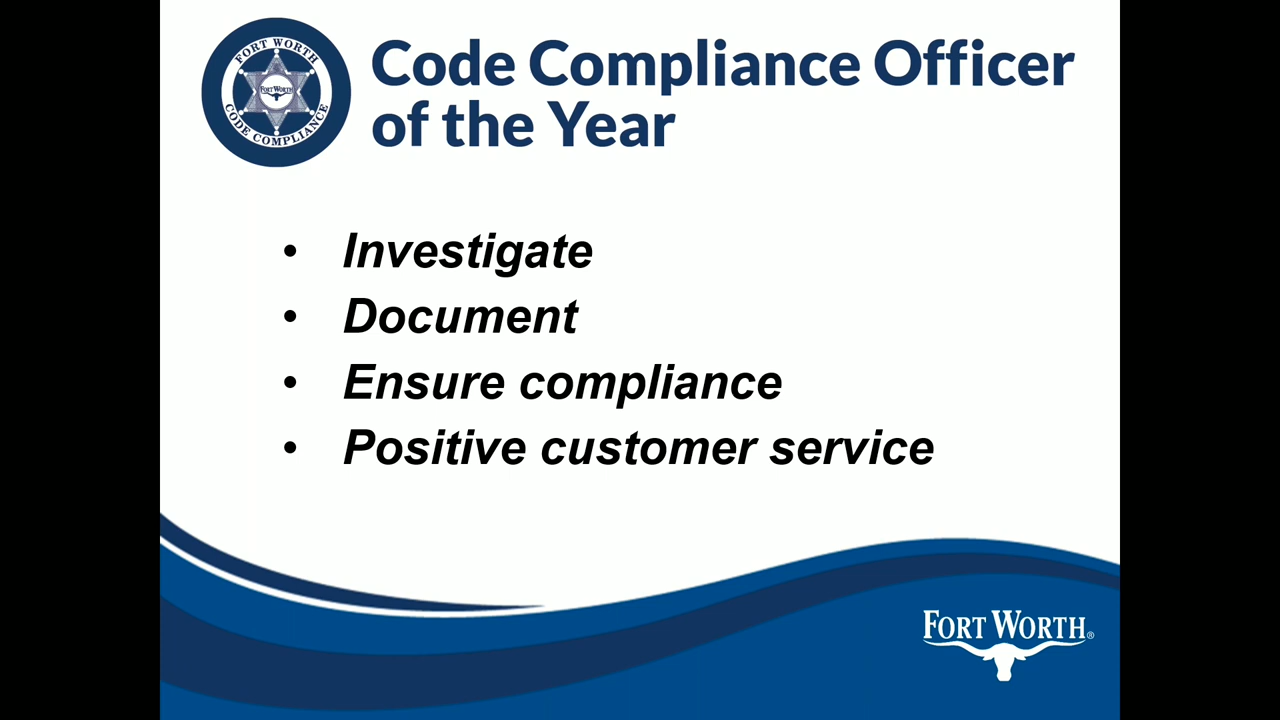 FORT WORTH
FORT WORTH
CODE COMPLIANCE
Code Compliance Officer
of the Year
• Investigate
• Document
• Ensure compliance
• Positive customer service
FORT WORTH®